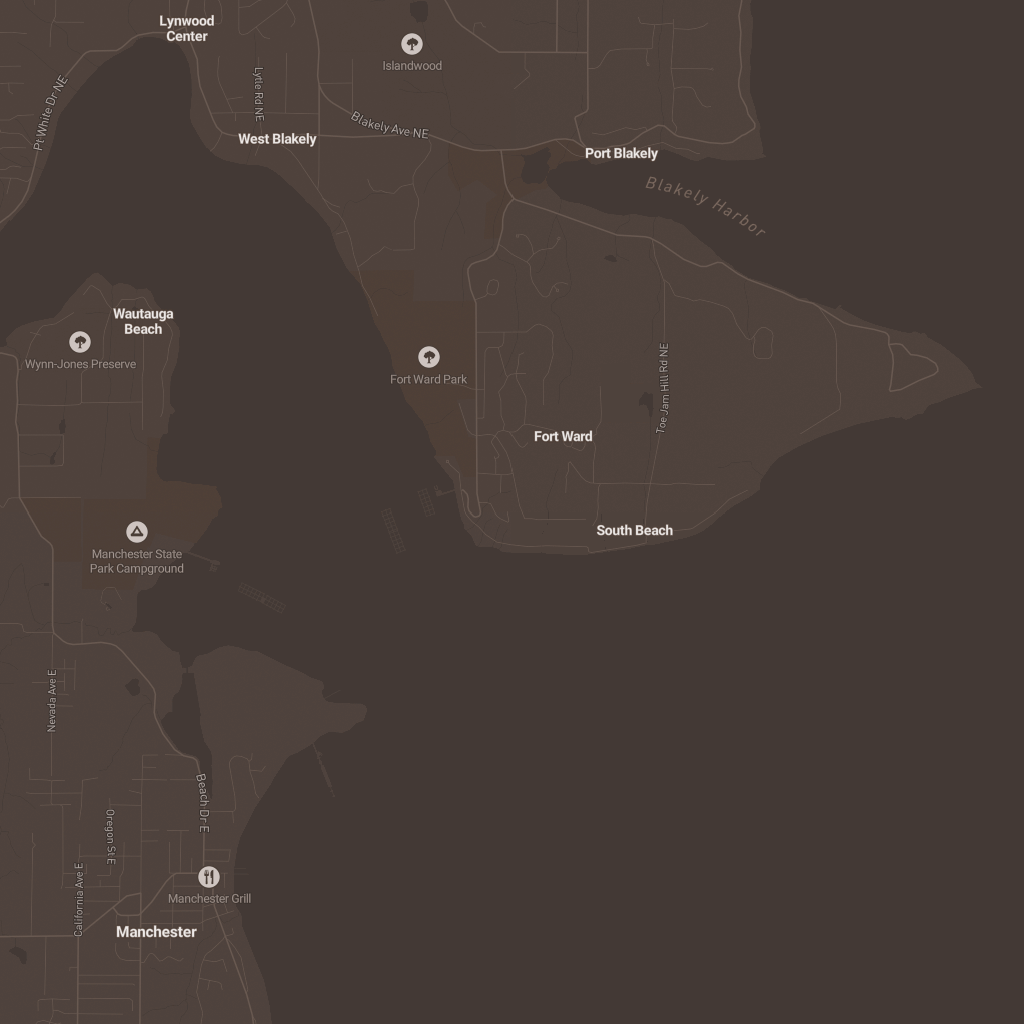 Lynwood
Center
Islandwood
Pt White Dr NE
Lytle Rd NE
Blakely Ave NE
West Blakely
Port Blakely
Blakely Harbor
Wautauga
Beach
Wynn-Jones Preserve
Fort Ward Park
Toe Jam Hill Rd NE
Fort Ward
South Beach
Manchester State
Park Campground
Nevada Ave E
Beach Dr E
Oregon St E
California Ave E
Manchester Grill
Manchester